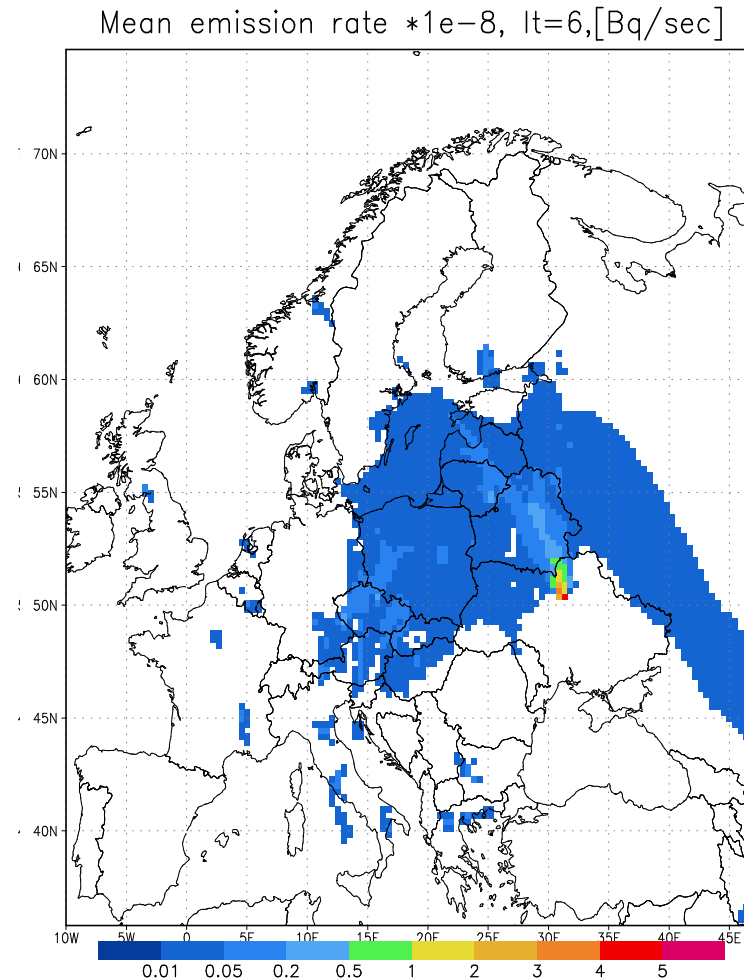 Mean emission rate *1e-8, lt=6,[Bq/sec]
70N
65N
60N
55N
50N
45N
40N
10W 5W 0 5E 10E 15E 20E 25E 30E 35E 40E 45E
0.01 0.05 0.2 0.5 1 2 3 4 5